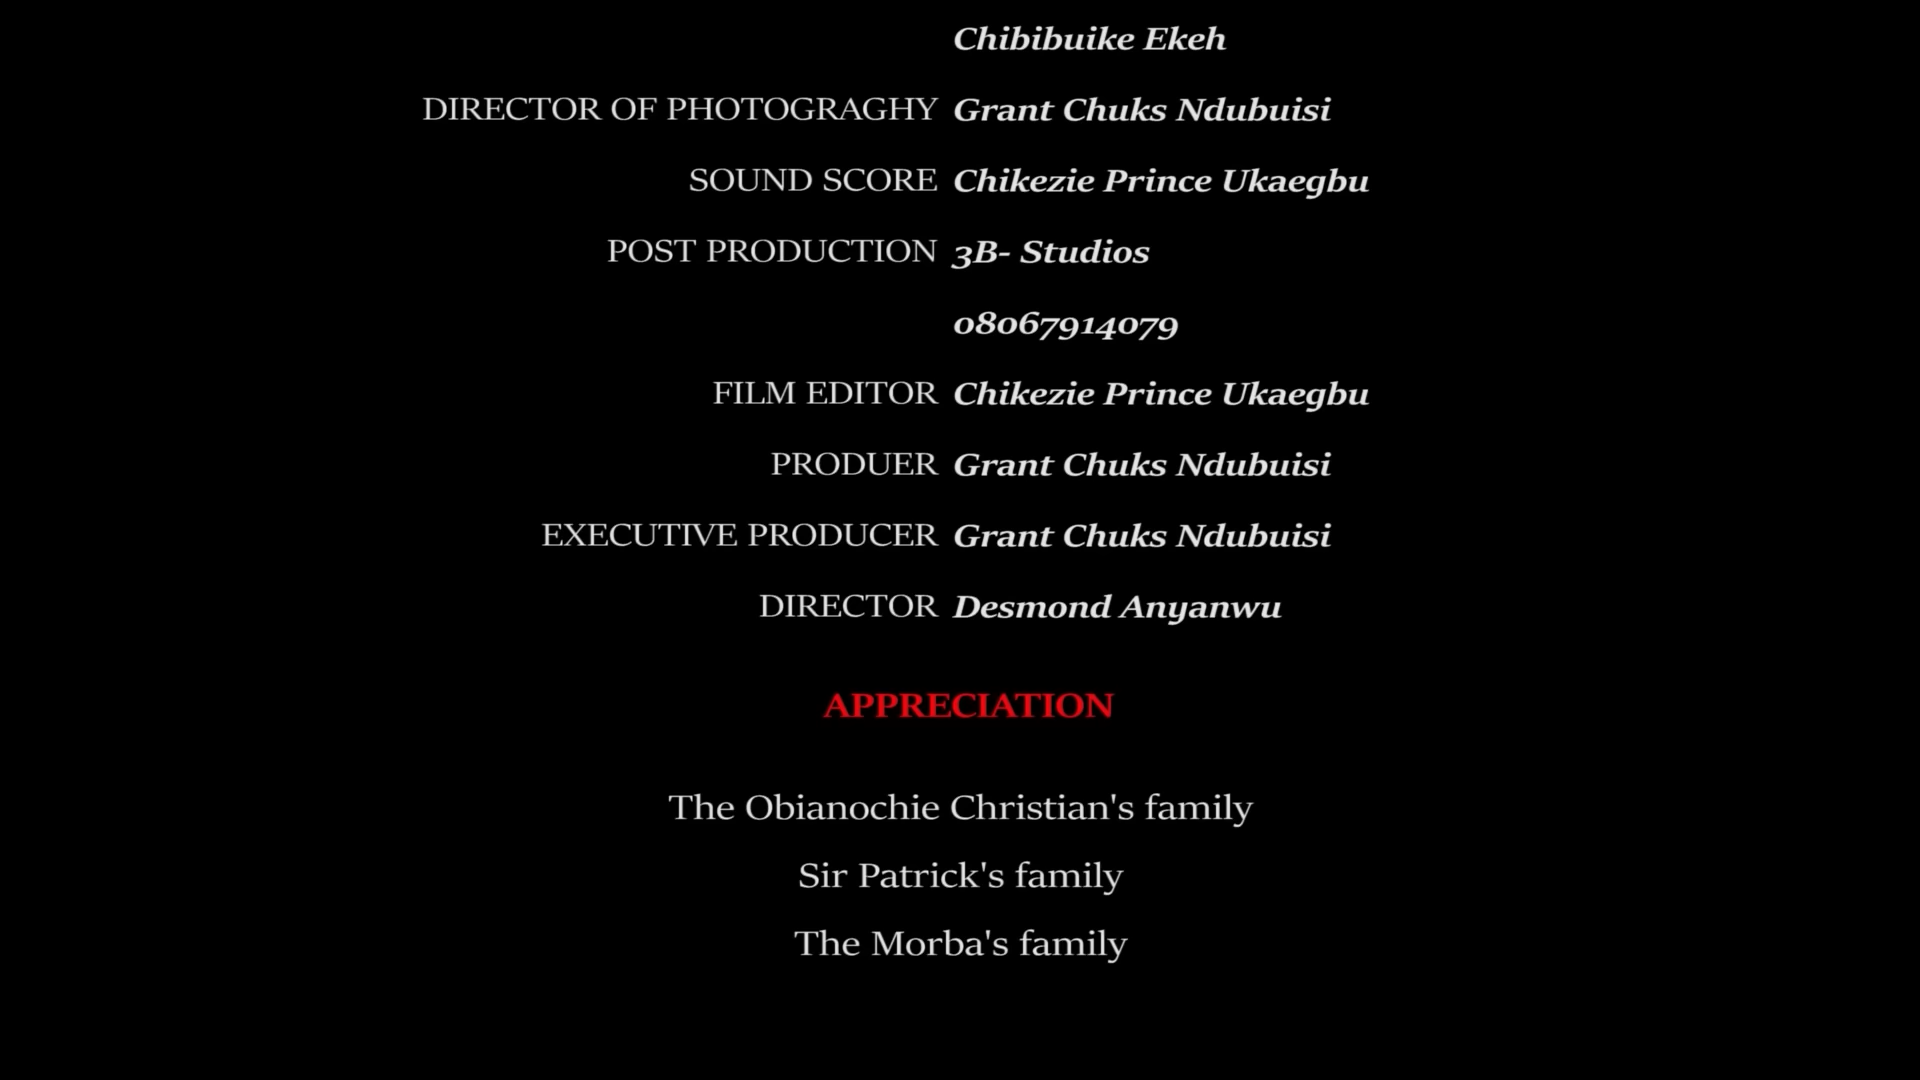 Chibibuike Ekeh
DIRECTOR OF PHOTOGRAGHY Grant Chuks Ndubuisi
SOUND SCORE Chikezie Prince Ukaegbu
POST PRODUCTION 3B- Studios
08067914079
FILM EDITOR Chikezie Prince Ukaegbu
PRODUER Grant Chuks Ndubuisi
EXECUTIVE PRODUCER Grant Chuks Ndubuisi
DIRECTOR Desmond Anyanwu
APPRECIATION
The Obianochie Christian's family
Sir Patrick's family
The Morba's family